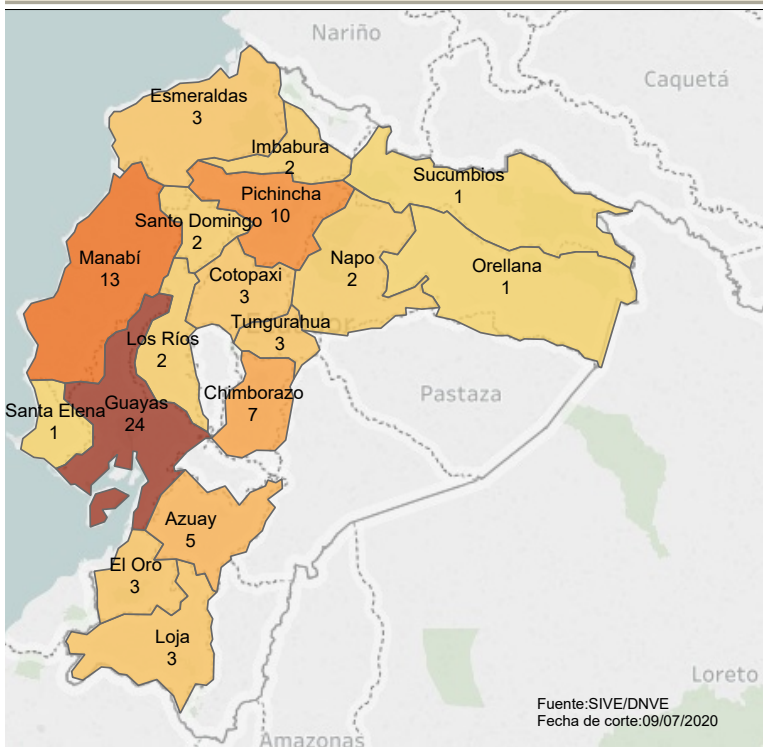 Nariño
Caquetá
Esmeraldas
3
Imbabura
2
Sucumbios
1
Pichincha
10
Santo Domingo
2
Manabí
13
Napo
2
Orellana
1
Cotopaxi
3
Tungurahua
3
Los Ríos
2
Pastaza
Chimborazo
7
Guayas
24
Santa Elena
1
Azuay
5
El Oro
3
Loja
3
Loreto
Fuente:SIVE/DNVE
Fecha de corte:09/07/2020
Amazonas